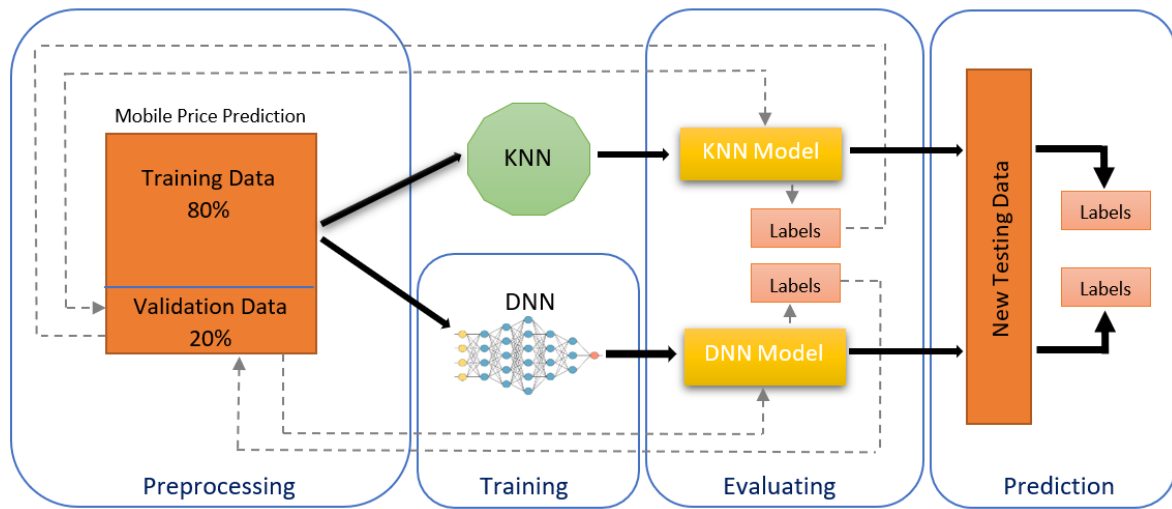 Mobile Price Prediction
Training Data
80%
Validation Data
20%
Preprocessing
KNN
DNN
Training
KNN Model
Labels
Labels
DNN Model
Evaluating
New Testing Data
Labels
Labels
Prediction